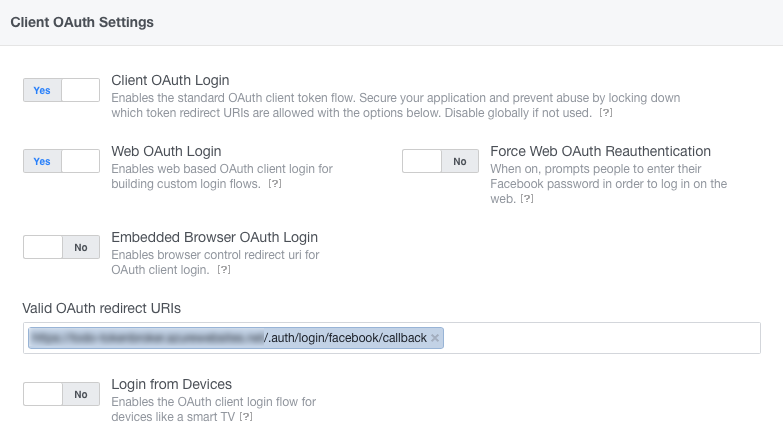 Client OAuth Settings
Yes
Client OAuth Login
Enables the standard OAuth client token flow. Secure your application and prevent abuse by locking down
which token redirect URIs are allowed with the options below. Disable globally if not used. [?]
Yes
Web OAuth Login
Enables web based OAuth client login for
building custom login flows. [?]
No
Force Web OAuth Reauthentication
When on, prompts people to enter their
Facebook password in order to log in on the
web. [?]
No
Embedded Browser OAuth Login
Enables browser control redirect uri for
OAuth client login. [?]
Valid OAuth redirect URIs
/.auth/login/facebook/callback ×
No
Login from Devices
Enables the OAuth client login flow for
devices like a smart TV [?]